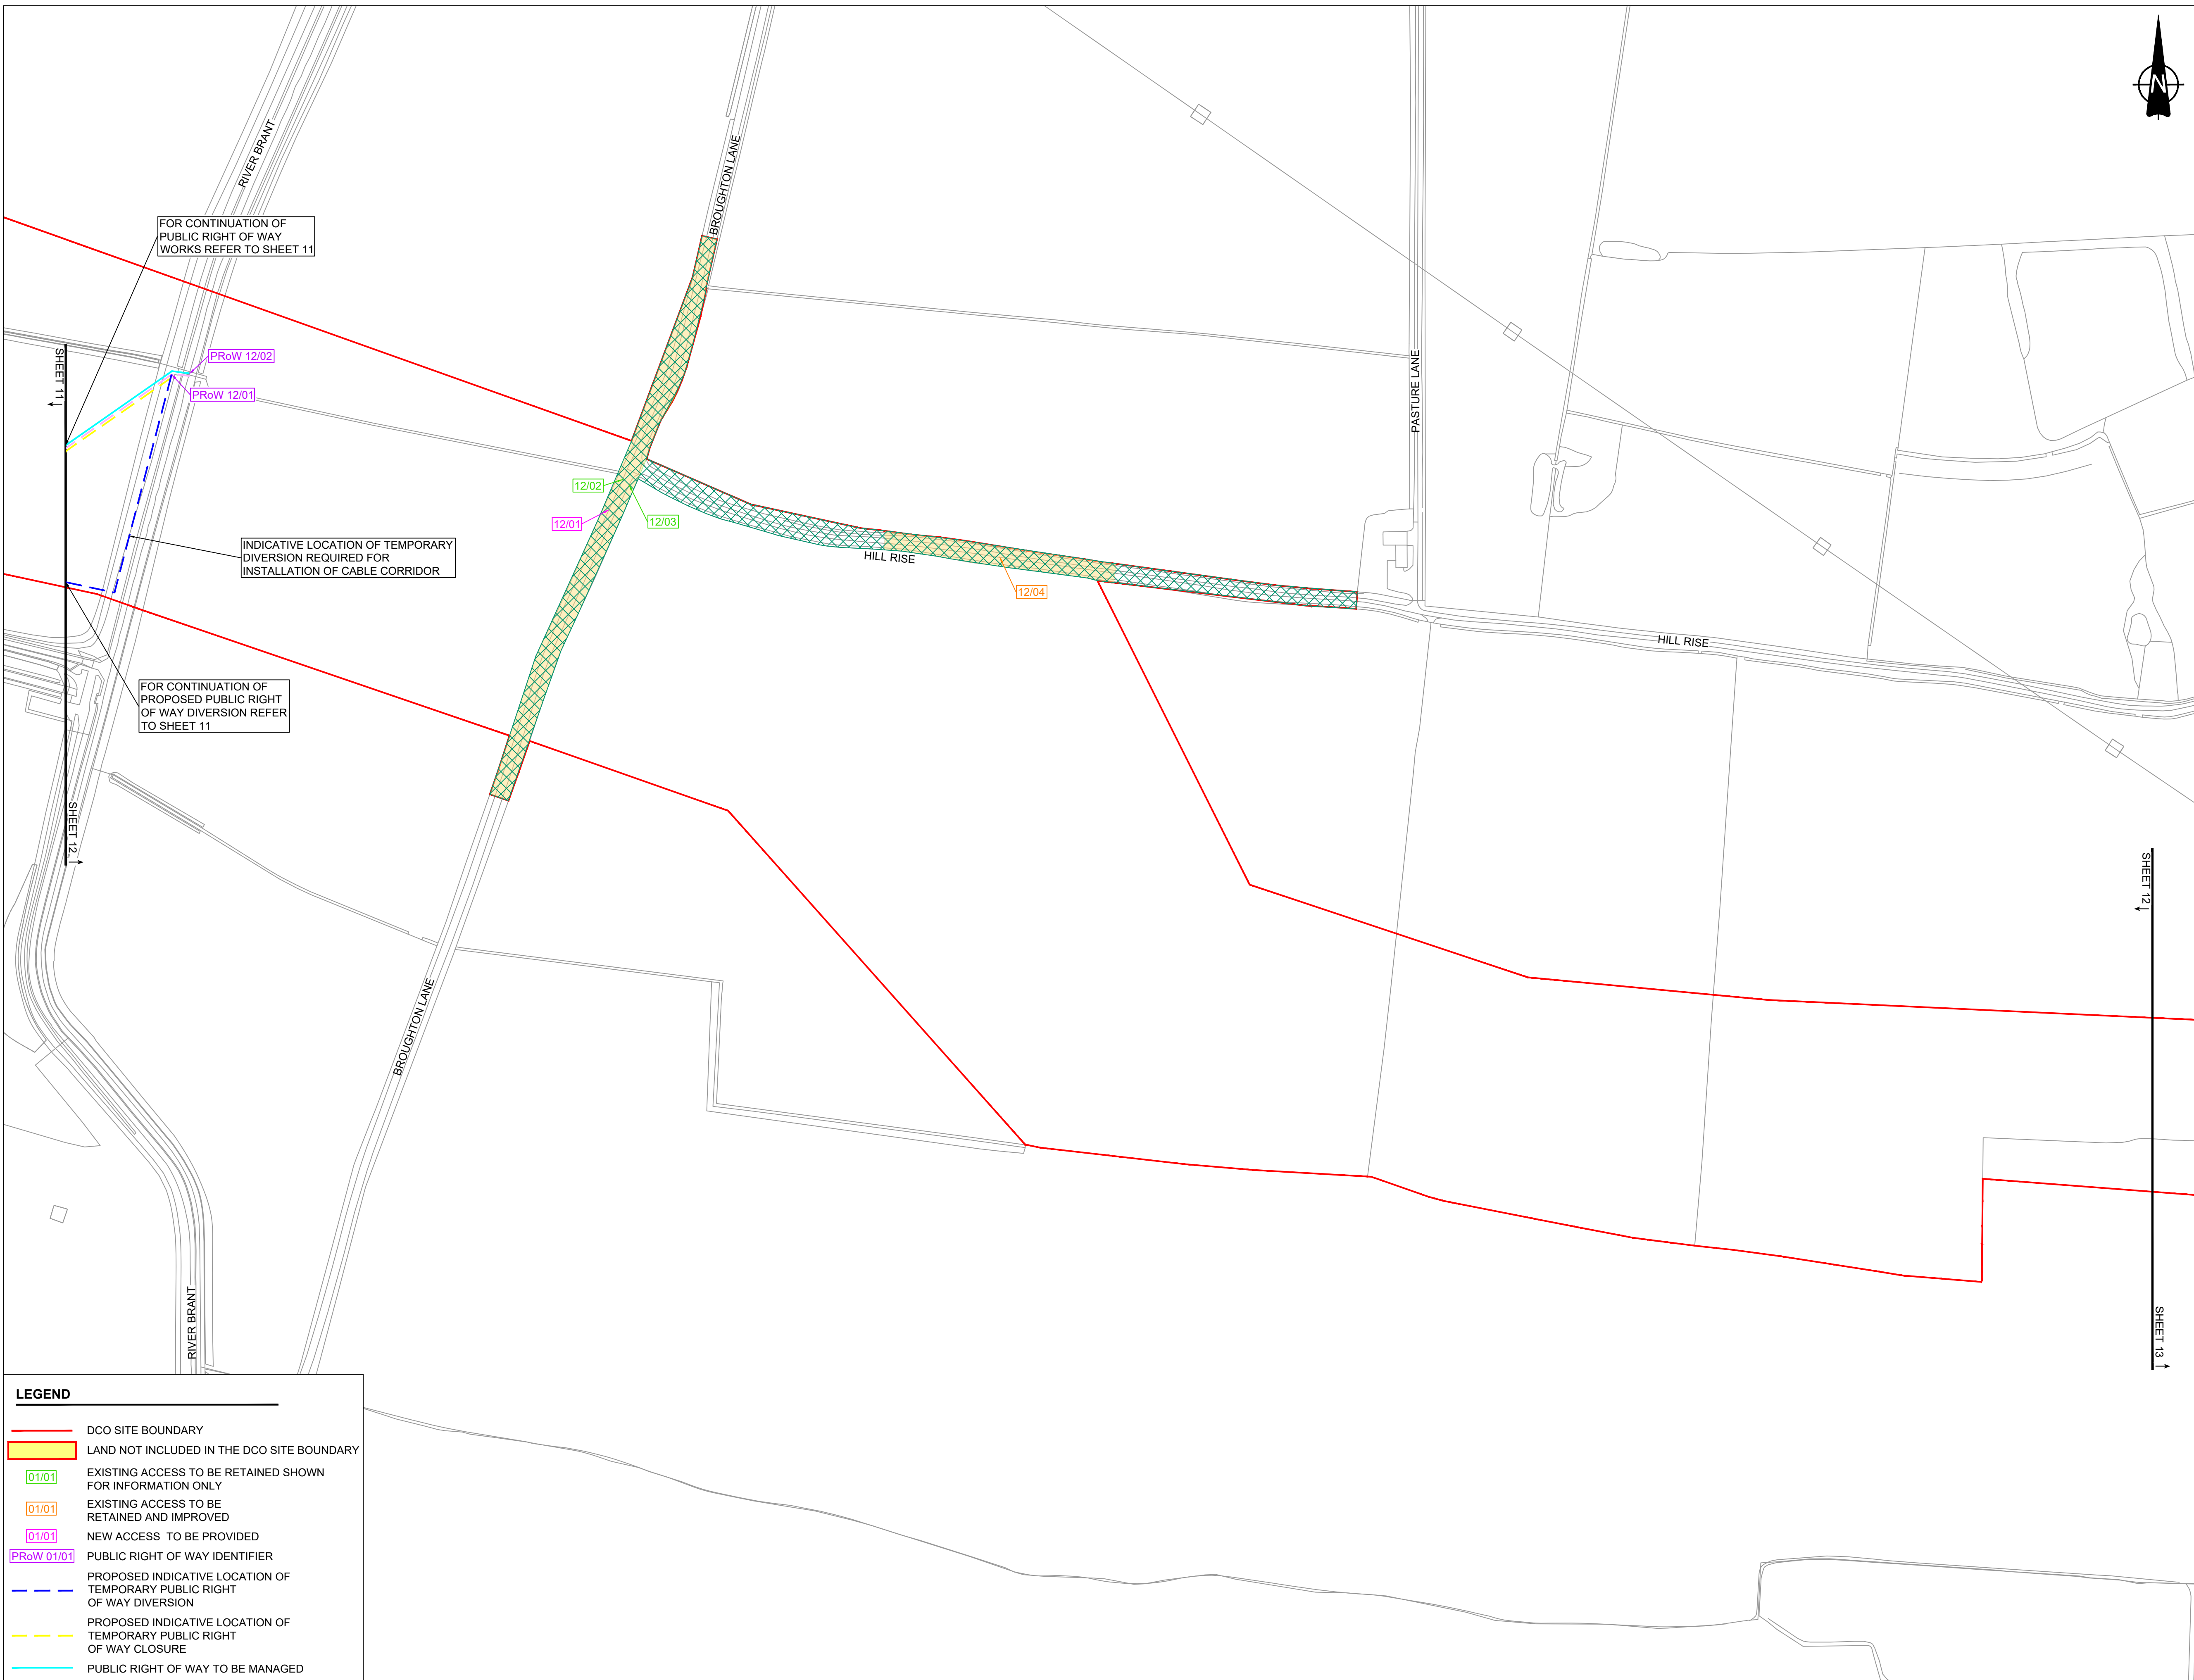 N
RIVER BRANT
BROUGHTON LANE
FOR CONTINUATION OF
PUBLIC RIGHT OF WAY
WORKS REFER TO SHEET 11
SHEET 11
PRoW 12/02
PRoW 12/01
PASTURE LANE
12/02
12/01
12/03
INDICATIVE LOCATION OF TEMPORARY
DIVERSION REQUIRED FOR
INSTALLATION OF CABLE CORRIDOR
HILL RISE
12/04
HILL RISE
FOR CONTINUATION OF
PROPOSED PUBLIC RIGHT
OF WAY DIVERSION REFER
TO SHEET 11
SHEET 12
SHEET 12
BROUGHTON LANE
RIVER BRANT
SHEET 13
LEGEND
DCO SITE BOUNDARY
LAND NOT INCLUDED IN THE DCO SITE BOUNDARY
01/01 EXISTING ACCESS TO BE RETAINED SHOWN
FOR INFORMATION ONLY
01/01 EXISTING ACCESS TO BE
RETAINED AND IMPROVED
01/01 NEW ACCESS TO BE PROVIDED
PRoW 01/01 PUBLIC RIGHT OF WAY IDENTIFIER
PROPOSED INDICATIVE LOCATION OF
TEMPORARY PUBLIC RIGHT
OF WAY DIVERSION
PROPOSED INDICATIVE LOCATION OF
TEMPORARY PUBLIC RIGHT
OF WAY CLOSURE
PUBLIC RIGHT OF WAY TO BE MANAGED